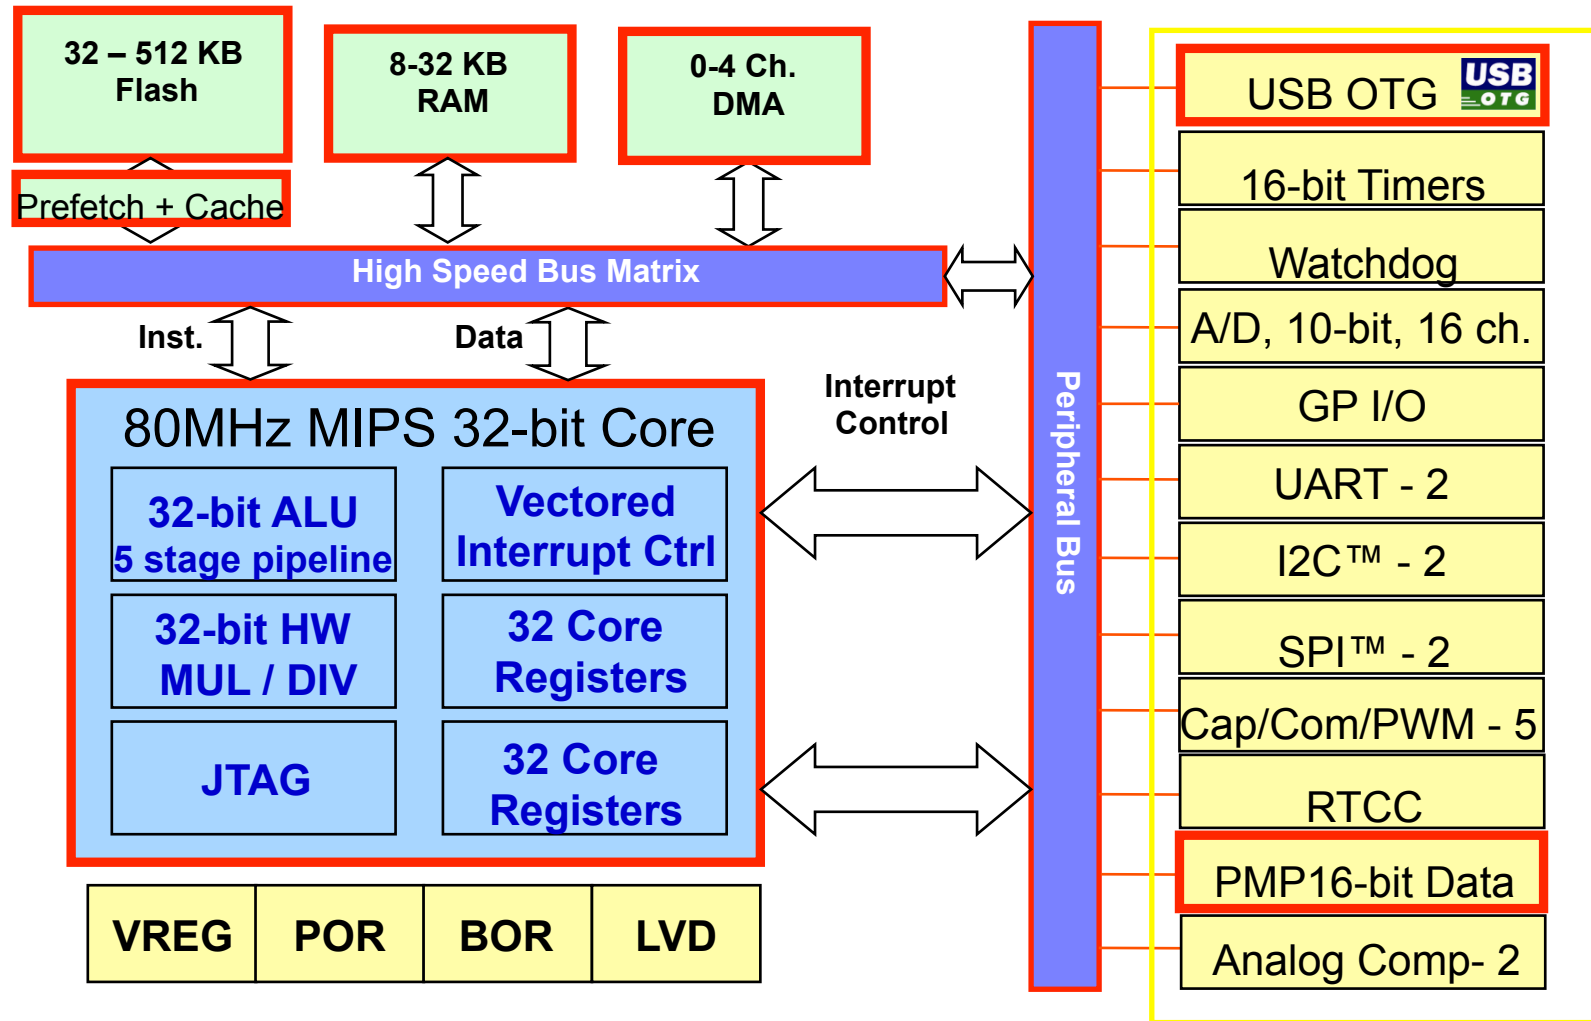 32 – 512 KB
Flash
8-32 KB
RAM
0-4 Ch.
DMA
Prefetch + Cache
High Speed Bus Matrix
Inst.
Data
80MHz MIPS 32-bit Core
32-bit ALU
5 stage pipeline
Vectored
Interrupt Ctrl
32-bit HW
MUL / DIV
32 Core
Registers
JTAG
32 Core
Registers
VREG
POR
BOR
LVD
Interrupt
Control
Peripheral Bus
USB OTG
USB
OTG
16-bit Timers
Watchdog
A/D, 10-bit, 16 ch.
GP I/O
UART - 2
I2C™ - 2
SPI™ - 2
Cap/Com/PWM - 5
RTCC
PMP16-bit Data
Analog Comp- 2